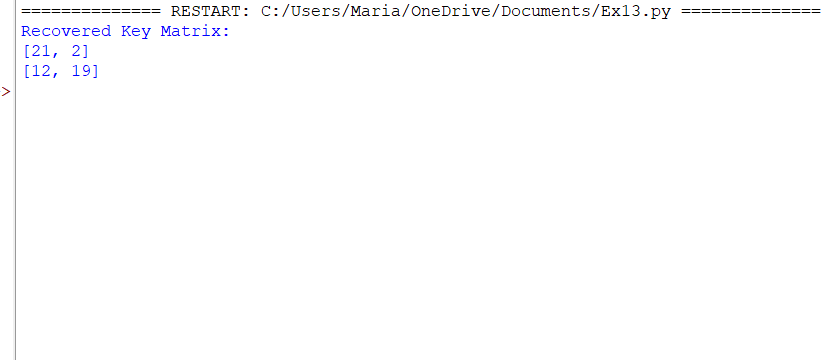 ============== RESTART: C:/Users/Maria/OneDrive/Documents/Ex13.py ==============
Recovered Key Matrix:
[21, 2]
[12, 19]
>